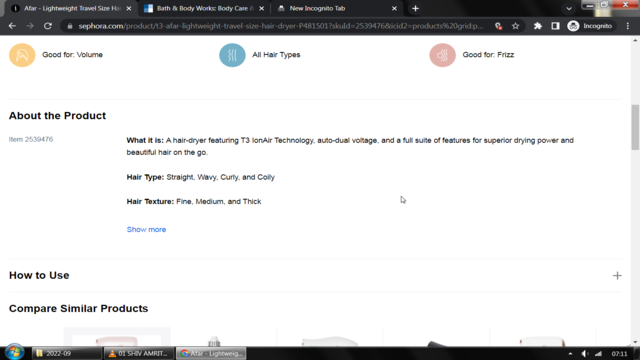 Afar - Lightweight Travel Size Hai
Bath & Body Works: Body Care &
New Incognito Tab
sephora.com/product/t3-afar-lightweight-travel-size-hair-dryer-P481501?skuId=2539476&icid2=products%20grid:p...
Incognito
Good for: Volume
All Hair Types
Good for: Frizz
About the Product
Item 2539476
What it is: A hair-dryer featuring T3 IonAir Technology, auto-dual voltage, and a full suite of features for superior drying power and
beautiful hair on the go.
Hair Type: Straight, Wavy, Curly, and Coily
Hair Texture: Fine, Medium, and Thick
Show more
How to Use
Compare Similar Products
2022-09
01 SHIV AMRIT...
Afar - Lightweig...
07:11